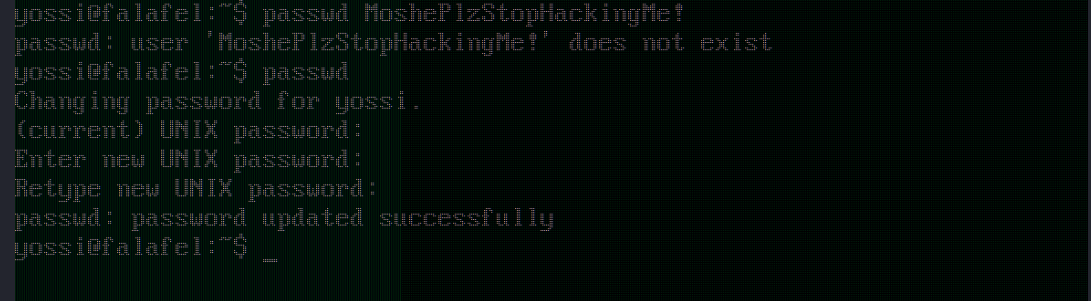 yossi@falafel:~$ passwd MoshePlzStopHackingMe!
passwd: user 'MoshePlzStopHackingMe!' does not exist
yossi@falafel:~$ passwd
Changing password for yossi.
(current) UNIX password:
Enter new UNIX password:
Retype new UNIX password:
passwd: password updated successfully
yossi@falafel:~$ _